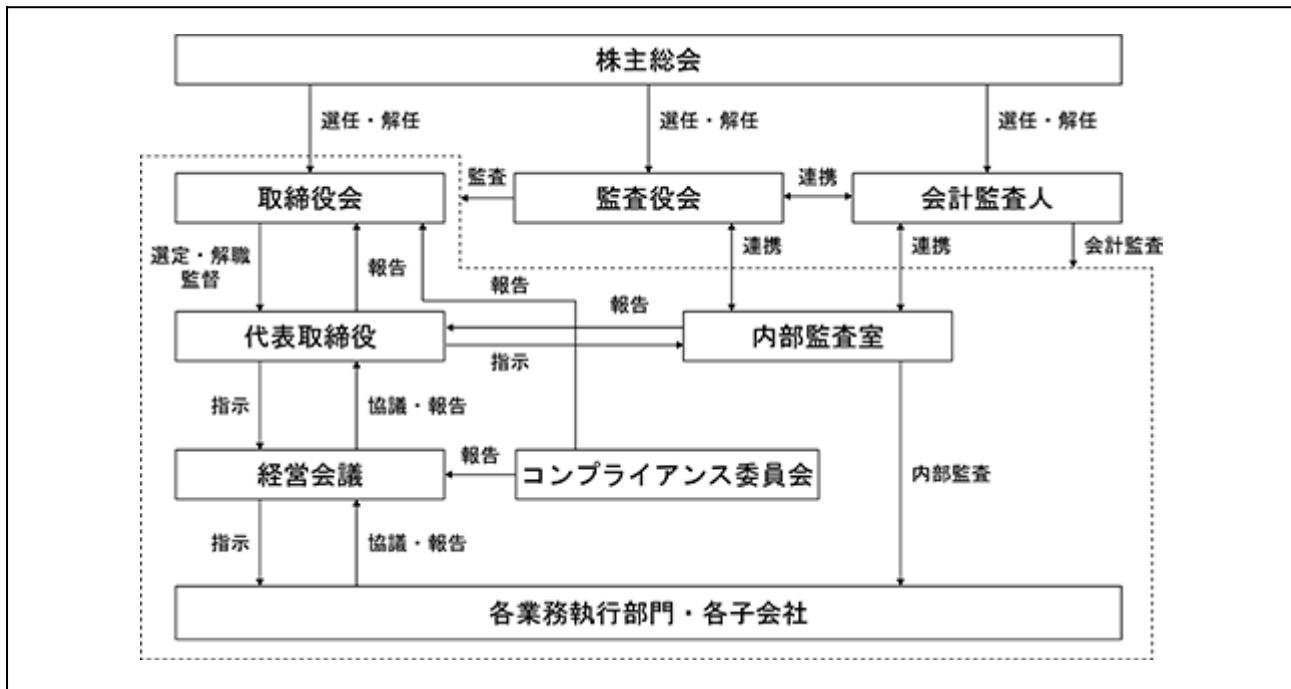 株主総会
選任・解任
選任・解任
選任・解任
取締役会
監査
監査役会
連携
会計監査人
選定・解職
監督
報告
報告
連携
連携
会計監査
代表取締役
報告
指示
内部監査室
指示
協議・報告
経営会議
報告
コンプライアンス委員会
内部監査
指示
協議・報告
各業務執行部門・各子会社